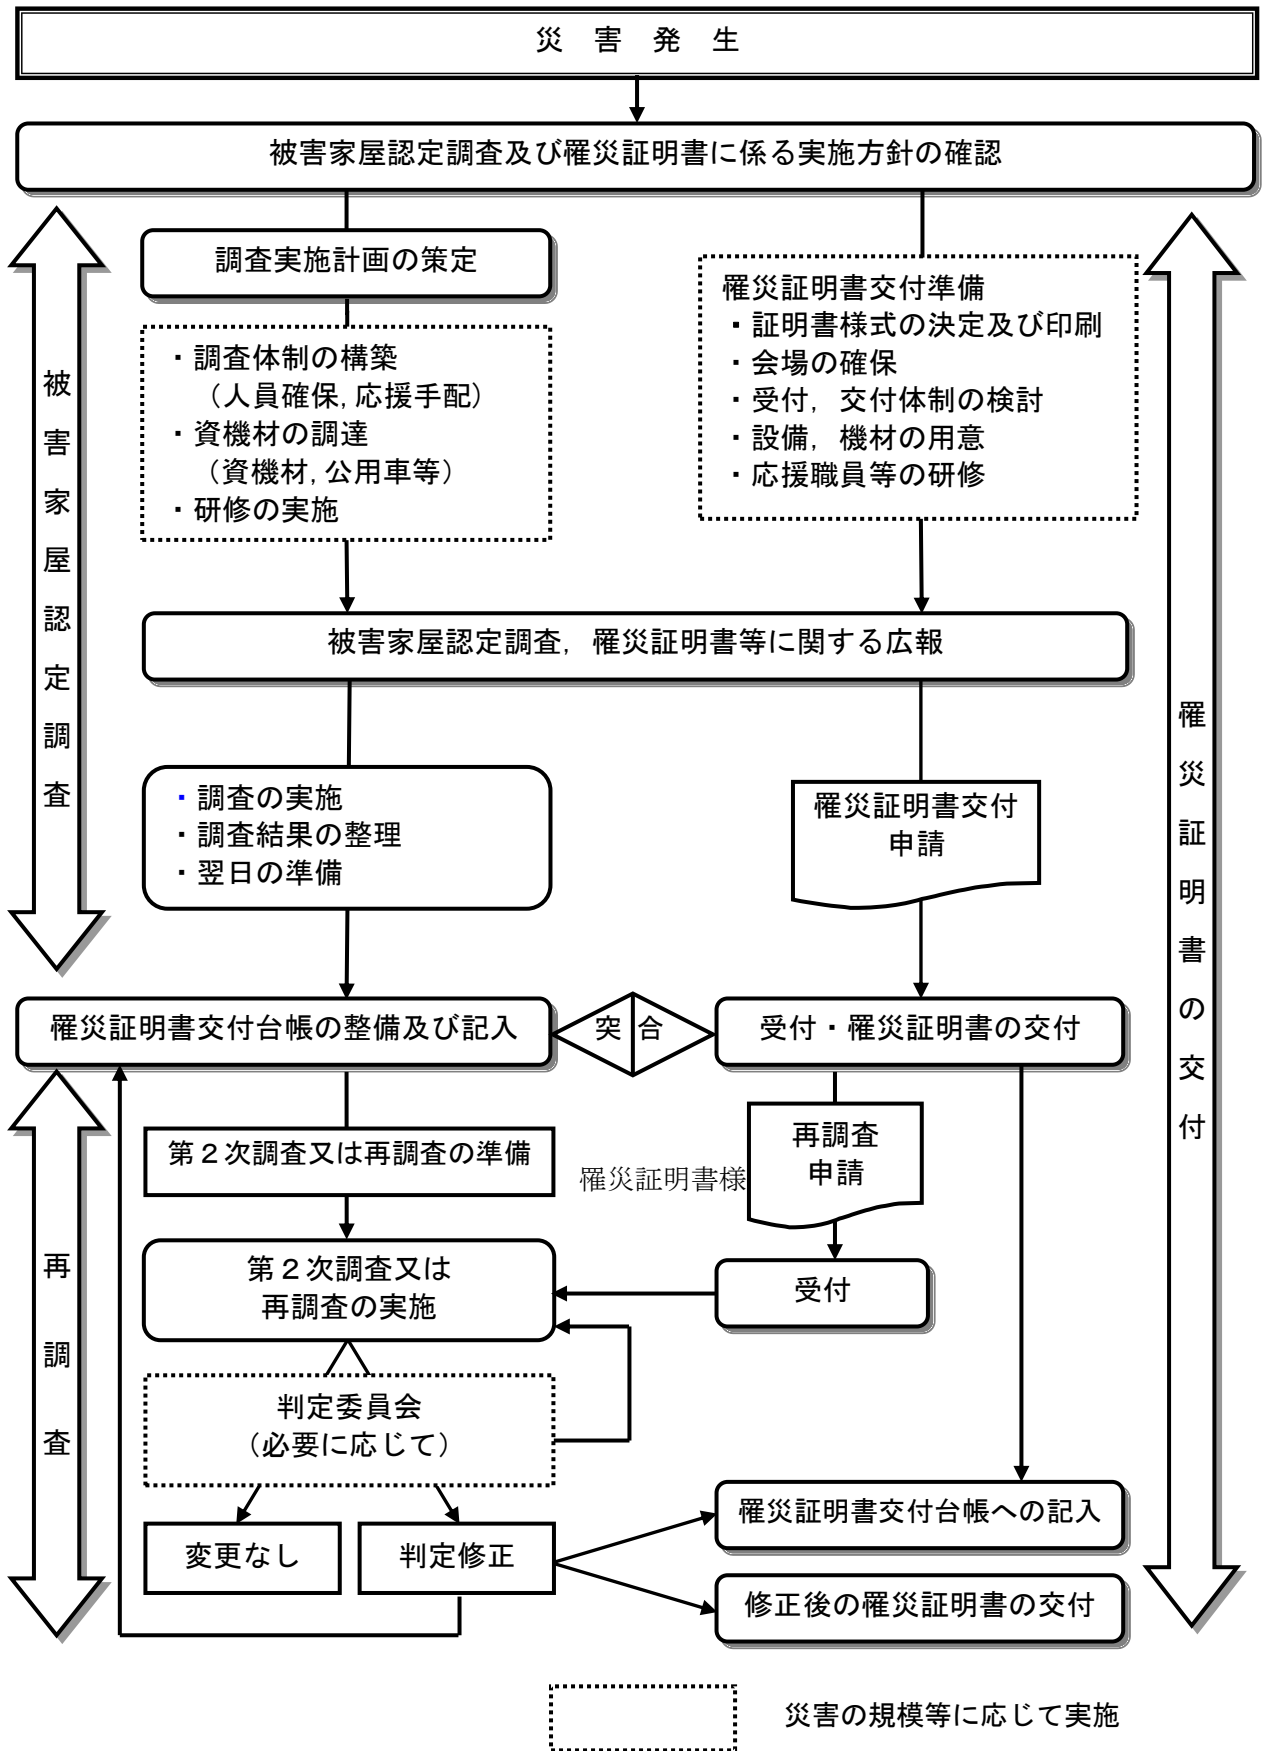 災　害　発　生
被害家屋認定調査及び罹災証明書に係る実施方針の確認
調査実施計画の策定
・調査体制の構築
（人員確保,応援手配）
・資機材の調達
（資機材,公用車等）
・研修の実施
罹災証明書交付準備
・証明書様式の決定及び印刷
・会場の確保
・受付，交付体制の検討
・設備，機材の用意
・応援職員等の研修
被害家屋認定調査
罹災証明書の交付
被害家屋認定調査，罹災証明書等に関する広報
・調査の実施
・調査結果の整理
・翌日の準備
罹災証明書交付
申請
罹災証明書交付台帳の整備及び記入
突合
受付・罹災証明書の交付
第２次調査又は再調査の準備
罹災証明書様
再調査
申請
再調査
第２次調査又は
再調査の実施
受付
判定委員会
（必要に応じて）
変更なし
判定修正
罹災証明書交付台帳への記入
修正後の罹災証明書の交付
災害の規模等に応じて実施